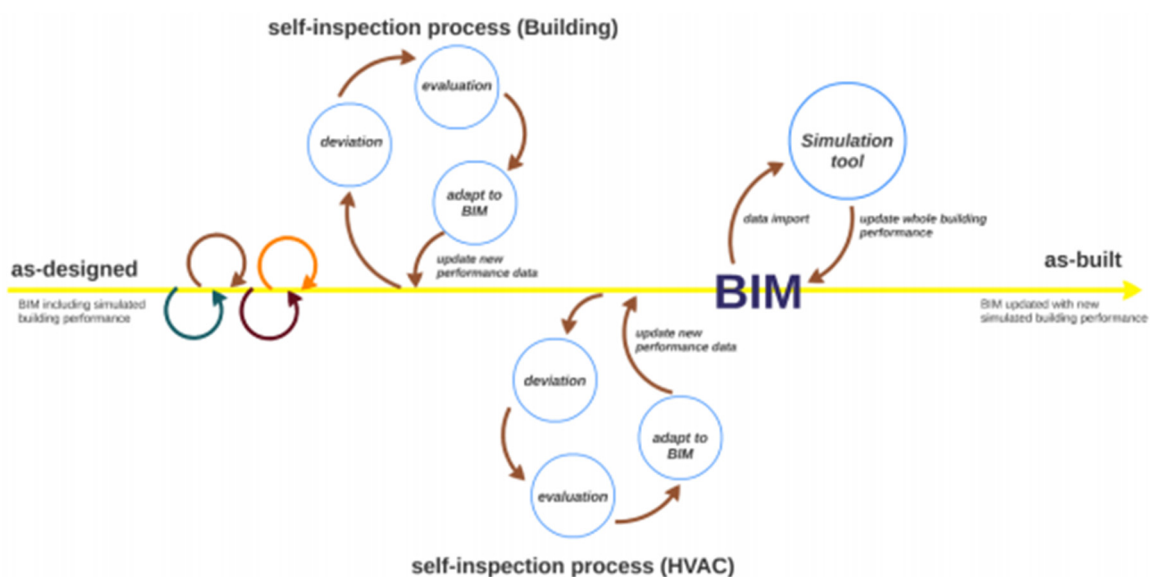 self-inspection process (Building)
evaluation
deviation
adapt to
BIM
update new
performance data
Simulation
tool
data import
update whole building
performance
as-designed
BIM including simulated
building performance
BIM
as-built
BIM updated with new
simulated building performance
update new
performance data
deviation
adapt to
BIM
evaluation
self-inspection process (HVAC)